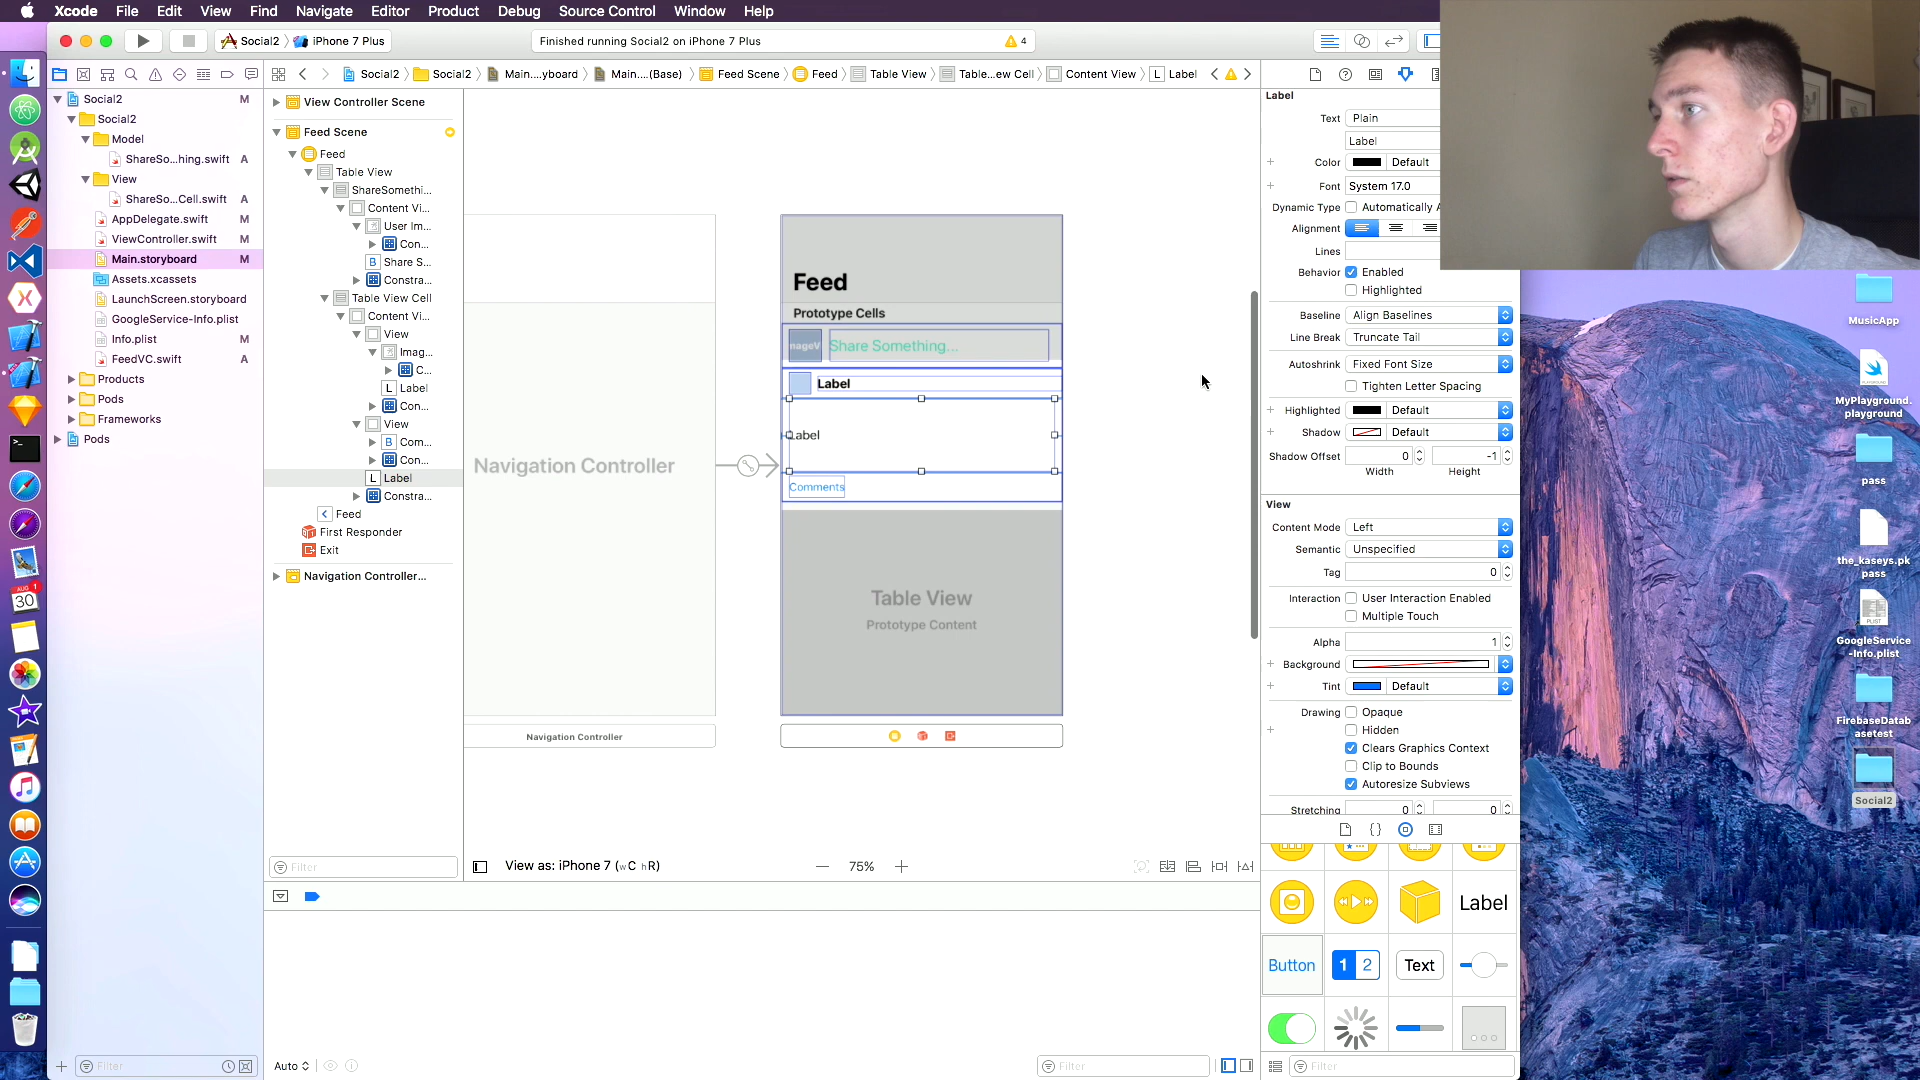 Xcode File Edit View Find Navigate Editor Product Debug Source Control Window Help
Social2 iPhone 7 Plus
Finished running Social2 on iPhone 7 Plus
4
Social2 Social2 Main....yboard Main....(Base) Feed Scene Feed Table View Table...ew Cell Content View L Label
Social2 M
Social2
Model
ShareSo...hing.swift A
View
ShareSo...Cell.swift A
AppDelegate.swift M
ViewController.swift M
Main.storyboard M
Assets.xcassets
LaunchScreen.storyboard
GoogleService-Info.plist
Info.plist M
FeedVC.swift A
Products
Pods
Frameworks
Pods
Filter
View Controller Scene
Feed Scene
Feed
Table View
ShareSomethi...
Content Vi...
User Im...
Con...
B Share S...
Constra...
Table View Cell
Content Vi...
View
Imag...
C...
L Label
Con...
View
B Com...
Con...
L Label
Constra...
Feed
First Responder
Exit
Navigation Controller...
Filter
Navigation Controller
Navigation Controller
Feed
Prototype Cells
nageV
Share Something...
Label
Label
Comments
Table View
Prototype Content
View as: iPhone 7 (wC hR)
75%
Auto
Filter
Label
Text Plain
Label
Color Default
Font System 17.0
Dynamic Type Automatically A
Alignment
Lines
Behavior Enabled
Highlighted
Baseline Align Baselines
Line Break Truncate Tail
Autoshrink Fixed Font Size
Tighten Letter Spacing
Highlighted Default
Shadow Default
Shadow Offset 0 -1
Width Height
View
Content Mode Left
Semantic Unspecified
Tag 0
Interaction User Interaction Enabled
Multiple Touch
Alpha 1
Background
Tint Default
Drawing Opaque
Hidden
Clears Graphics Context
Clip to Bounds
Autoresize Subviews
Stretching 0 0
Label
Button
1 2
Text
Filter
MusicApp
MyPlayground.
playground
pass
the_kaseys.pk
pass
PLIST
GoogleService
-Info.plist
FirebaseDatab
asetest
Social2
AUG
1
30